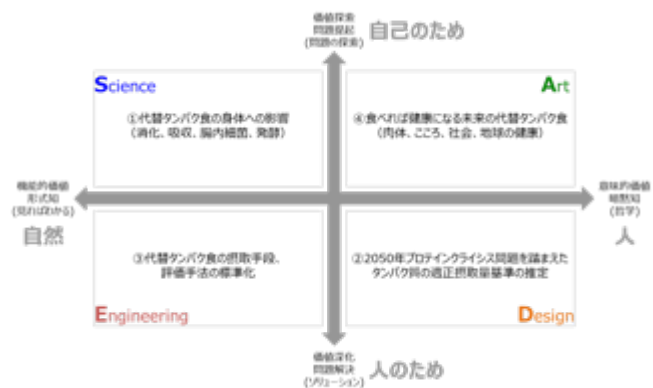 価値探索
問題提起
(問題の探索)
自己のため
Science
①代替タンパク食の身体への影響
(消化、吸収、腸内細菌、発酵)
Art
④食べれば健康になる未来の代替タンパク食
(肉体、こころ、社会、地球の健康)
機能的価値
形式知
(見ればわかる)
自然
意味的価値
暗黙知
(哲学)
人
③代替タンパク食の摂取手段、
評価手法の標準化
Engineering
②2050年プロテインクライシス問題を踏まえた
タンパク質の適正摂取量基準の推定
Design
価値深化
問題解決
(ソリューション)
人のため